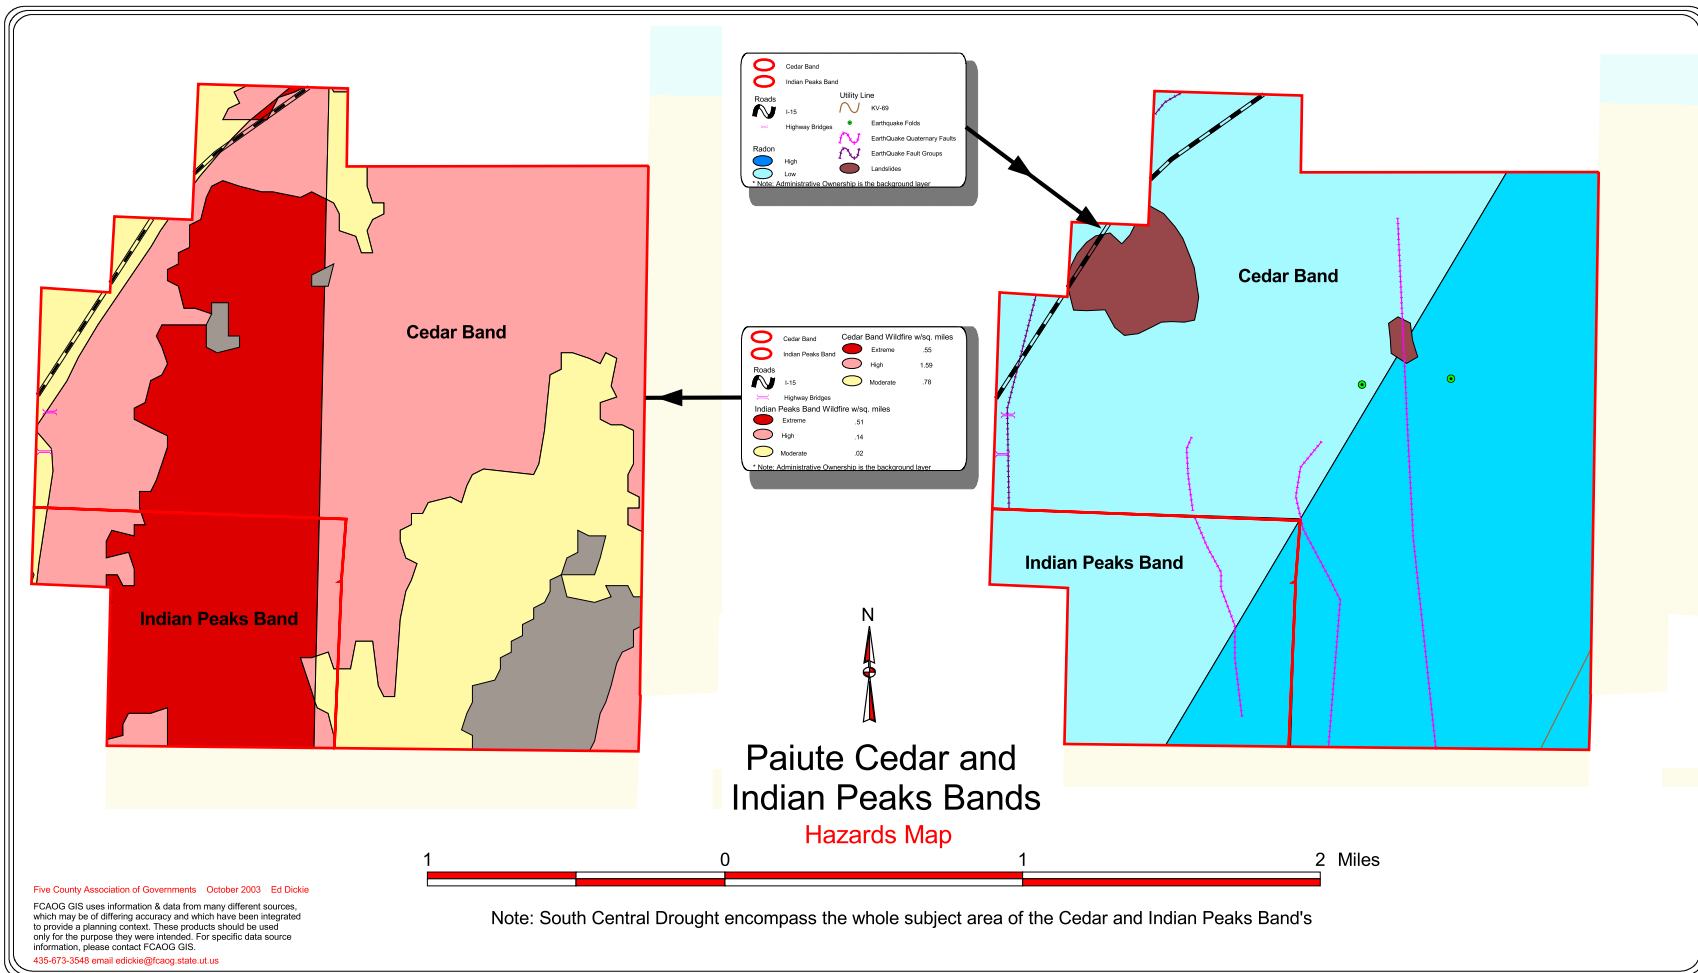 Cedar Band
Indian Peaks Band
Roads
Utility Line
I-15
KV-69
Highway Bridges
Earthquake Folds
EarthQuake Quaternary Faults
Radon
EarthQuake Fault Groups
High
Landslides
Low
* Note: Administrative Ownership is the background layer
Cedar Band
Cedar Band
Cedar Band
Cedar Band Wildfire w/sq. miles
Indian Peaks Band
Extreme .55
Roads
High 1.59
I-15
Moderate .78
Highway Bridges
Indian Peaks Band Wildfire w/sq. miles
Extreme .51
High .14
Moderate .02
* Note: Administrative Ownership is the background layer
Indian Peaks Band
Indian Peaks Band
N
Paiute Cedar and
Indian Peaks Bands
Hazards Map
1 0 1 2 Miles
Note: South Central Drought encompass the whole subject area of the Cedar and Indian Peaks Band's
Five County Association of Governments October 2003 Ed Dickie
FCAOG GIS uses information & data from many different sources,
which may be of differing accuracy and which have been integrated
to provide a planning context. These products should be used
only for the purpose they were intended. For specific data source
information, please contact FCAOG GIS.
435-673-3548 email edickie@fcaog.state.ut.us